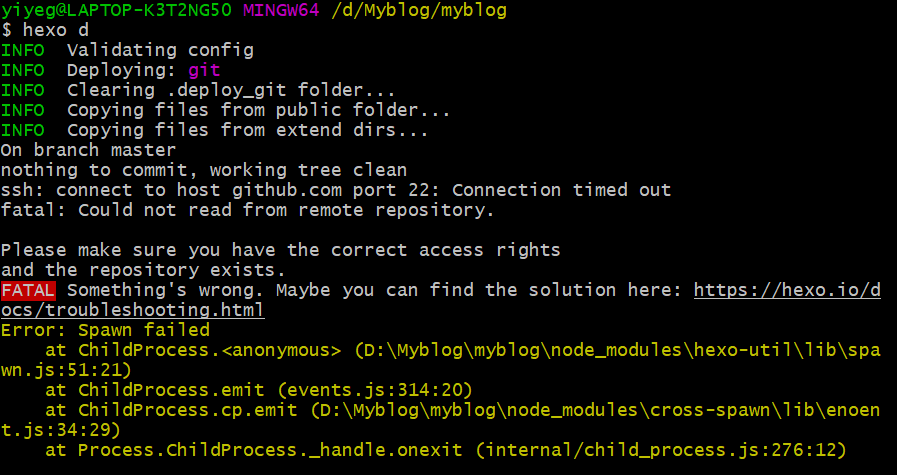 yiyeg@LAPTOP-K3T2NG50 MINGW64 /d/Myblog/myblog
$ hexo d
INFO  Validating config
INFO  Deploying: git
INFO  Clearing .deploy_git folder...
INFO  Copying files from public folder...
INFO  Copying files from extend dirs...
On branch master
nothing to commit, working tree clean
ssh: connect to host github.com port 22: Connection timed out
fatal: Could not read from remote repository.

Please make sure you have the correct access rights
and the repository exists.
FATAL Something's wrong. Maybe you can find the solution here: https://hexo.io/d
ocs/troubleshooting.html
Error: Spawn failed
    at ChildProcess.<anonymous> (D:\Myblog\myblog\node_modules\hexo-util\lib\spa
wn.js:51:21)
    at ChildProcess.emit (events.js:314:20)
    at ChildProcess.cp.emit (D:\Myblog\myblog\node_modules\cross-spawn\lib\enoen
t.js:34:29)
    at Process.ChildProcess._handle.onexit (internal/child_process.js:276:12)